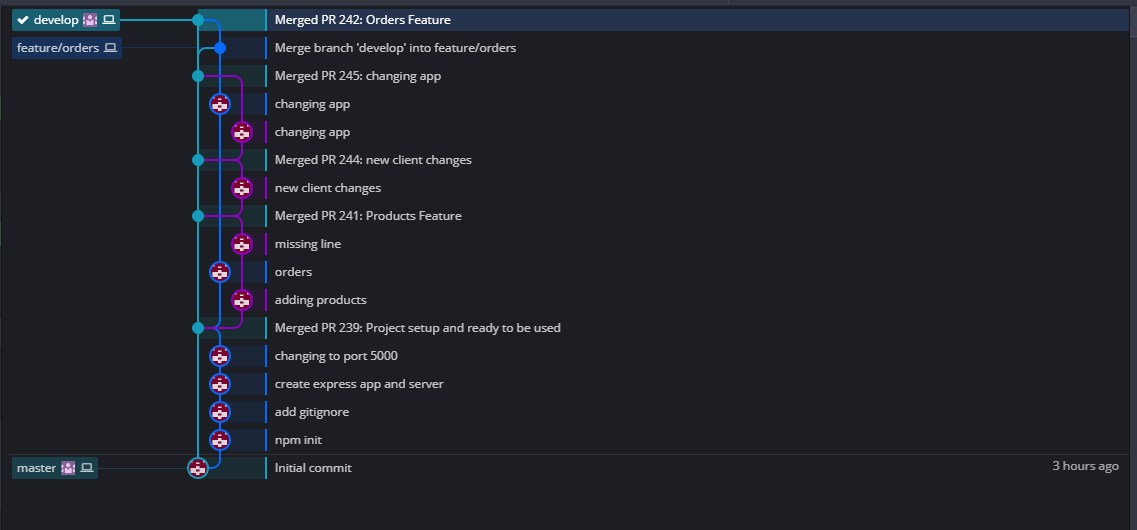 develop Merged PR 242: Orders Feature
feature/orders Merge branch 'develop' into feature/orders
Merged PR 245: changing app
changing app
changing app
Merged PR 244: new client changes
new client changes
Merged PR 241: Products Feature
missing line
orders
adding products
Merged PR 239: Project setup and ready to be used
changing to port 5000
create express app and server
add gitignore
npm init
master Initial commit 3 hours ago